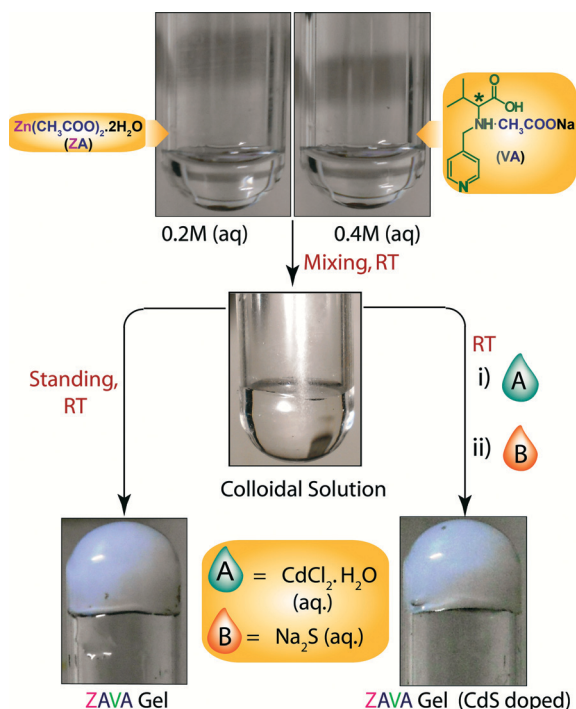 Zn(CH₃COO)₂.2H₂O
(ZA)
O
OH
*
NH·CH₃COONa
(VA)
N
0.2M (aq)
0.4M (aq)
Mixing, RT
Standing,
RT
RT
i) A
ii) B
Colloidal Solution
A = CdCl₂.H₂O
(aq.)
B = Na₂S (aq.)
ZAVA Gel
ZAVA Gel (CdS doped)